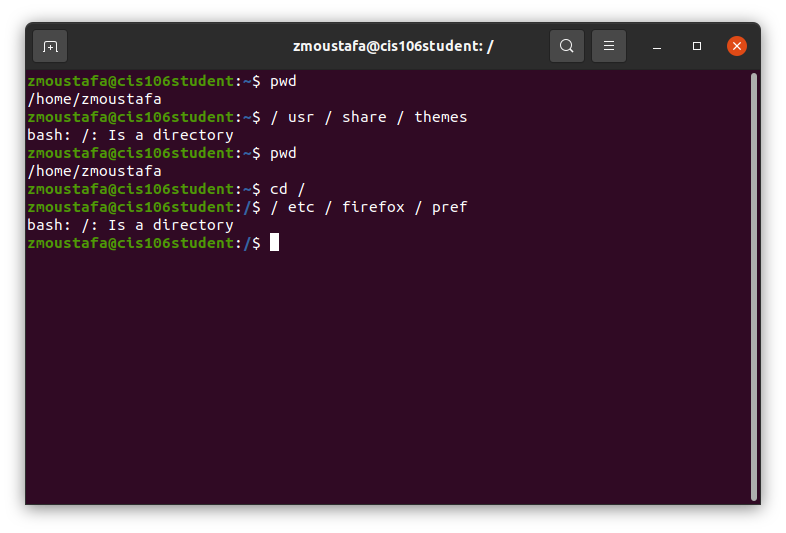 zmoustafa@cis106student: /
zmoustafa@cis106student:~$ pwd
/home/zmoustafa
zmoustafa@cis106student:~$ / usr / share / themes
bash: /: Is a directory
zmoustafa@cis106student:~$ pwd
/home/zmoustafa
zmoustafa@cis106student:~$ cd /
zmoustafa@cis106student:/$ / etc / firefox / pref
bash: /: Is a directory
zmoustafa@cis106student:/$